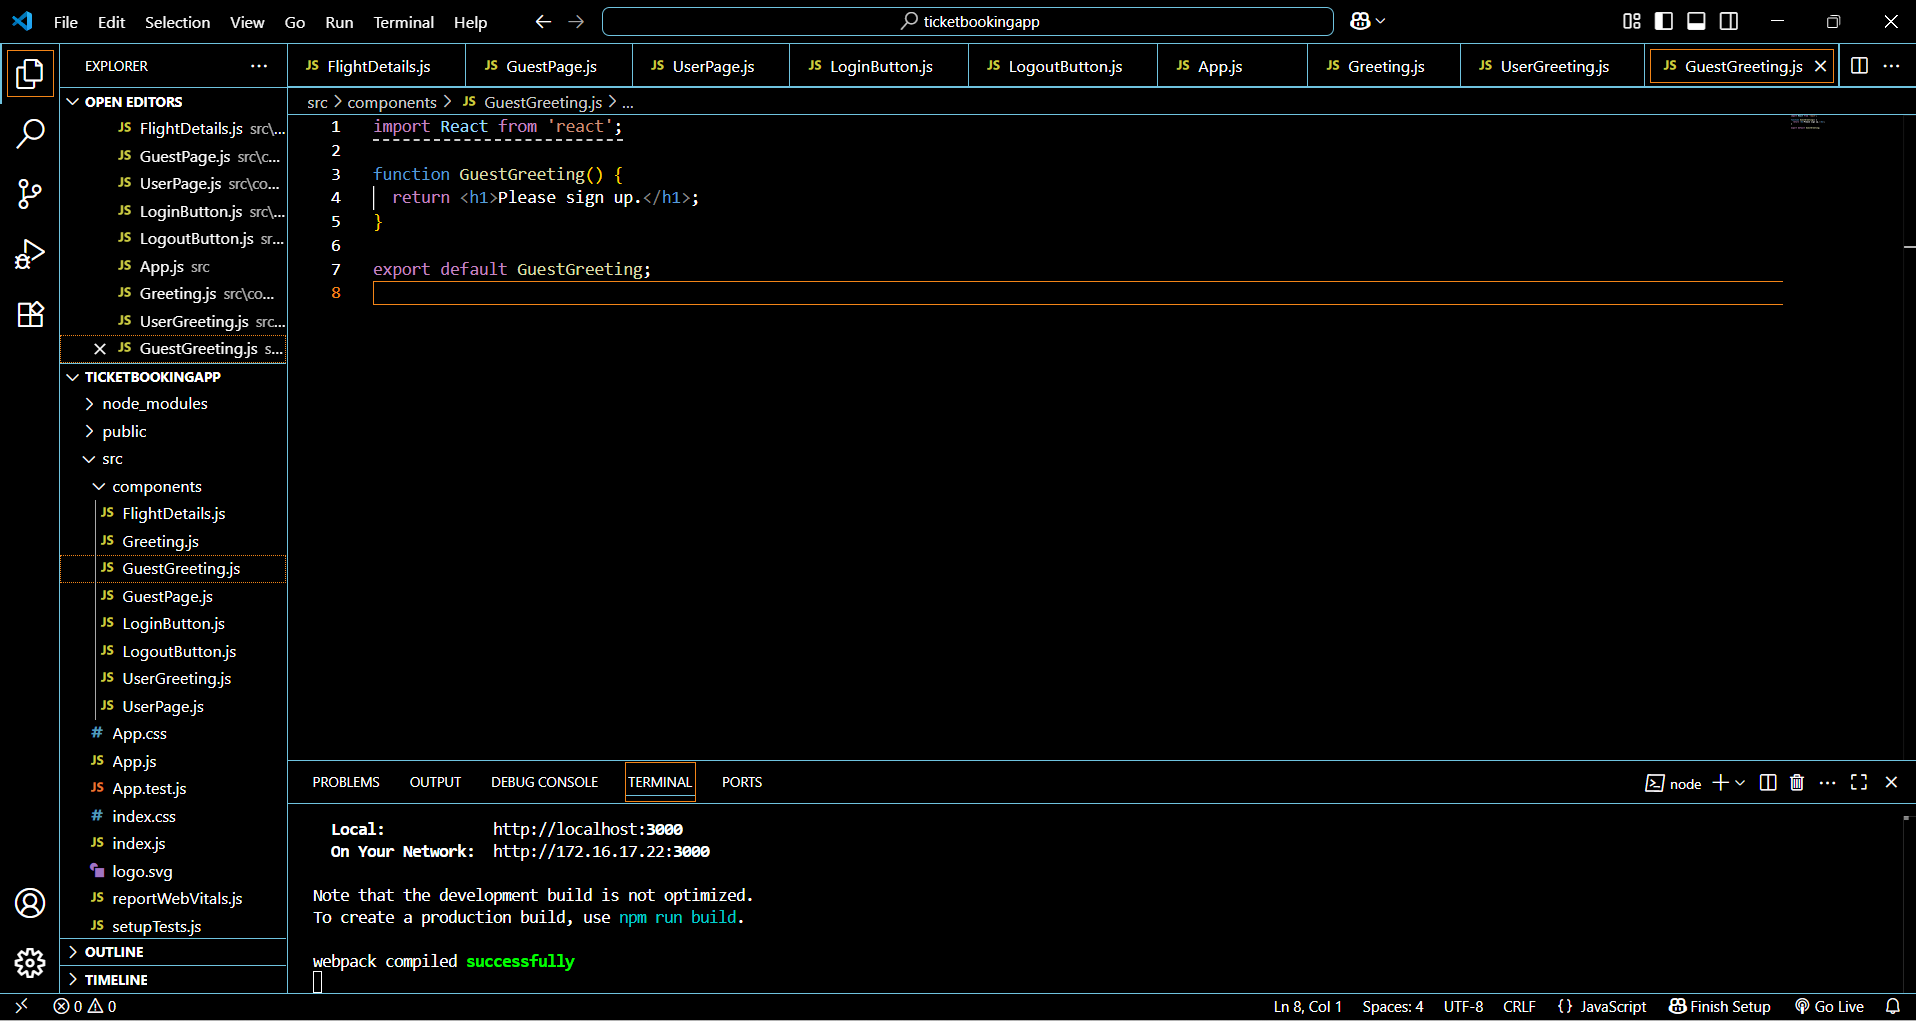 File Edit Selection View Go Run Terminal Help ticketbookingapp
EXPLORER
JS FlightDetails.js JS GuestPage.js JS UserPage.js JS LoginButton.js JS LogoutButton.js JS App.js JS Greeting.js JS UserGreeting.js JS GuestGreeting.js
OPEN EDITORS
JS FlightDetails.js src\...
JS GuestPage.js src\c...
JS UserPage.js src\co...
JS LoginButton.js src\...
JS LogoutButton.js sr...
JS App.js src
JS Greeting.js src\co...
JS UserGreeting.js src...
JS GuestGreeting.js s...
TICKETBOOKINGAPP
node_modules
public
src
components
JS FlightDetails.js
JS Greeting.js
JS GuestGreeting.js
JS GuestPage.js
JS LoginButton.js
JS LogoutButton.js
JS UserGreeting.js
JS UserPage.js
# App.css
JS App.js
JS App.test.js
# index.css
JS index.js
logo.svg
JS reportWebVitals.js
JS setupTests.js
OUTLINE
TIMELINE
src > components > JS GuestGreeting.js > ...
1 import React from 'react';
2
3 function GuestGreeting() {
4 return <h1>Please sign up.</h1>;
5 }
6
7 export default GuestGreeting;
8
PROBLEMS OUTPUT DEBUG CONSOLE TERMINAL PORTS node
Local: http://localhost:3000
On Your Network: http://172.16.17.22:3000
Note that the development build is not optimized.
To create a production build, use npm run build.
webpack compiled successfully
0 0 Ln 8, Col 1 Spaces: 4 UTF-8 CRLF {} JavaScript Finish Setup Go Live